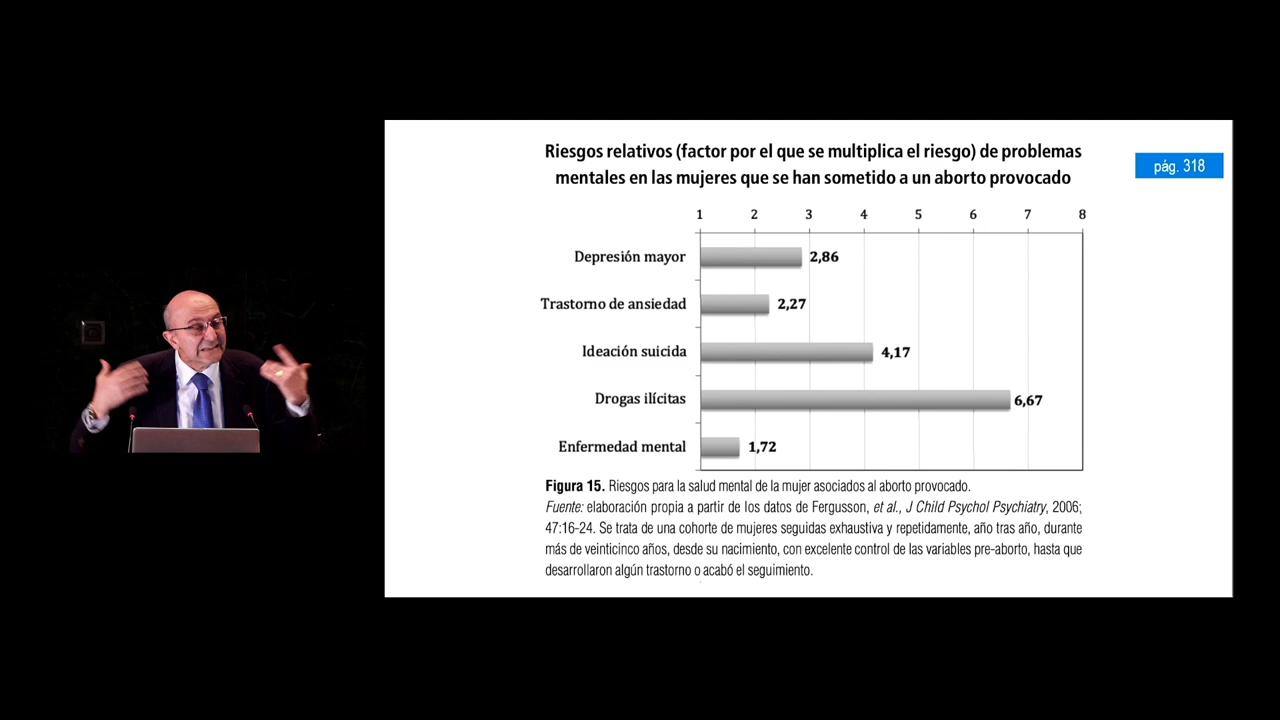 Riesgos relativos (factor por el que se multiplica el riesgo) de problemas
mentales en las mujeres que se han sometido a un aborto provocado
pág. 318
1 2 3 4 5 6 7 8
Depresión mayor 2,86
Trastorno de ansiedad 2,27
Ideación suicida 4,17
Drogas ilícitas 6,67
Enfermedad mental 1,72
Figura 15. Riesgos para la salud mental de la mujer asociados al aborto provocado.
Fuente: elaboración propia a partir de los datos de Fergusson, et al., J Child Psychol Psychiatry, 2006;
47:16-24. Se trata de una cohorte de mujeres seguidas exhaustiva y repetidamente, año tras año, durante
más de veinticinco años, desde su nacimiento, con excelente control de las variables pre-aborto, hasta que
desarrollaron algún trastorno o acabó el seguimiento.